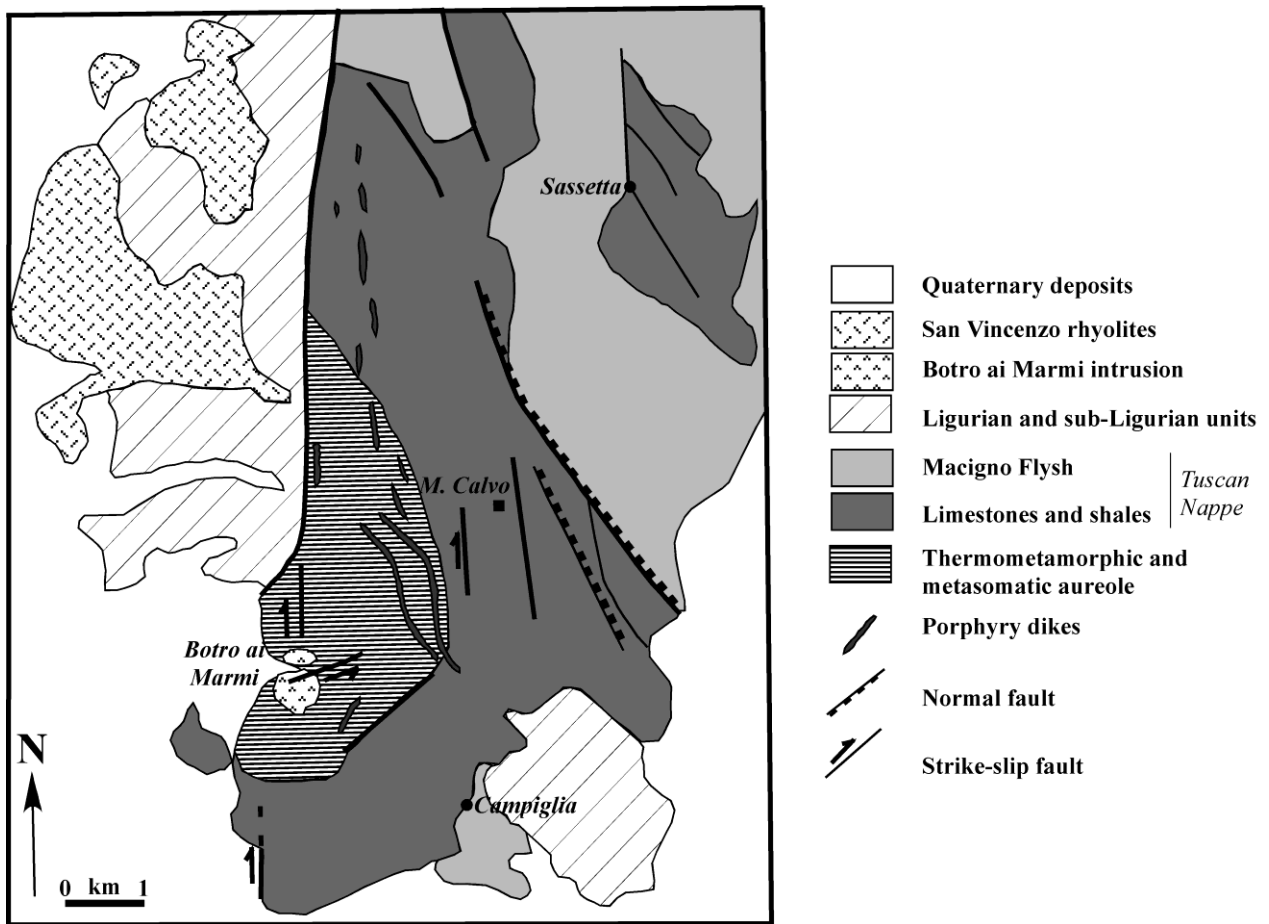 Sassetta
M. Calvo
Botro ai
Marmi
N
Campiglia
0 km 1
Quaternary deposits
San Vincenzo rhyolites
Botro ai Marmi intrusion
Ligurian and sub-Ligurian units
Macigno Flysch
Limestones and shales
Tuscan
Nappe
Thermometamorphic and
metasomatic aureole
Porphyry dikes
Normal fault
Strike-slip fault